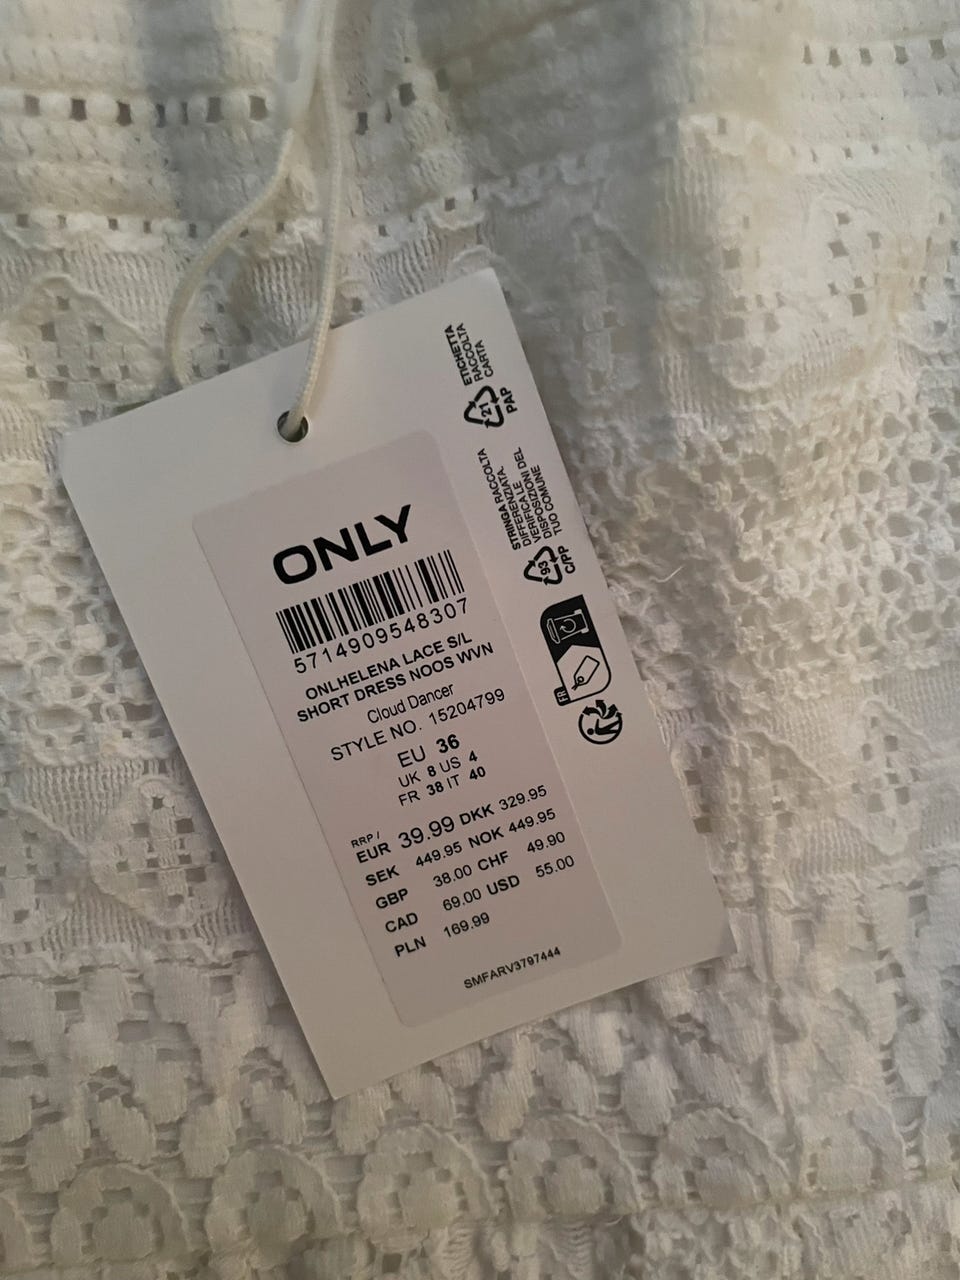 ONLY
5714909548307
ONLHELENA LACE S/L
SHORT DRESS NOOS WVN
Cloud Dancer
STYLE NO. 15204799
EU 36
UK 8 US 4
FR 38 IT 40
RRP /
EUR 39.99 DKK 329.95
SEK 449.95 NOK 449.95
GBP 38.00 CHF 49.90
CAD 69.00 USD 55.00
PLN 169.99
SMFARV3797444
ETICHETTA
RACCOLTA
CARTA
21
PAP
STRINGA RACCOLTA
DIFFERENZIATA.
VERIFICA LE
DISPOSIZIONI DEL
TUO COMUNE
93
C/PP
FR